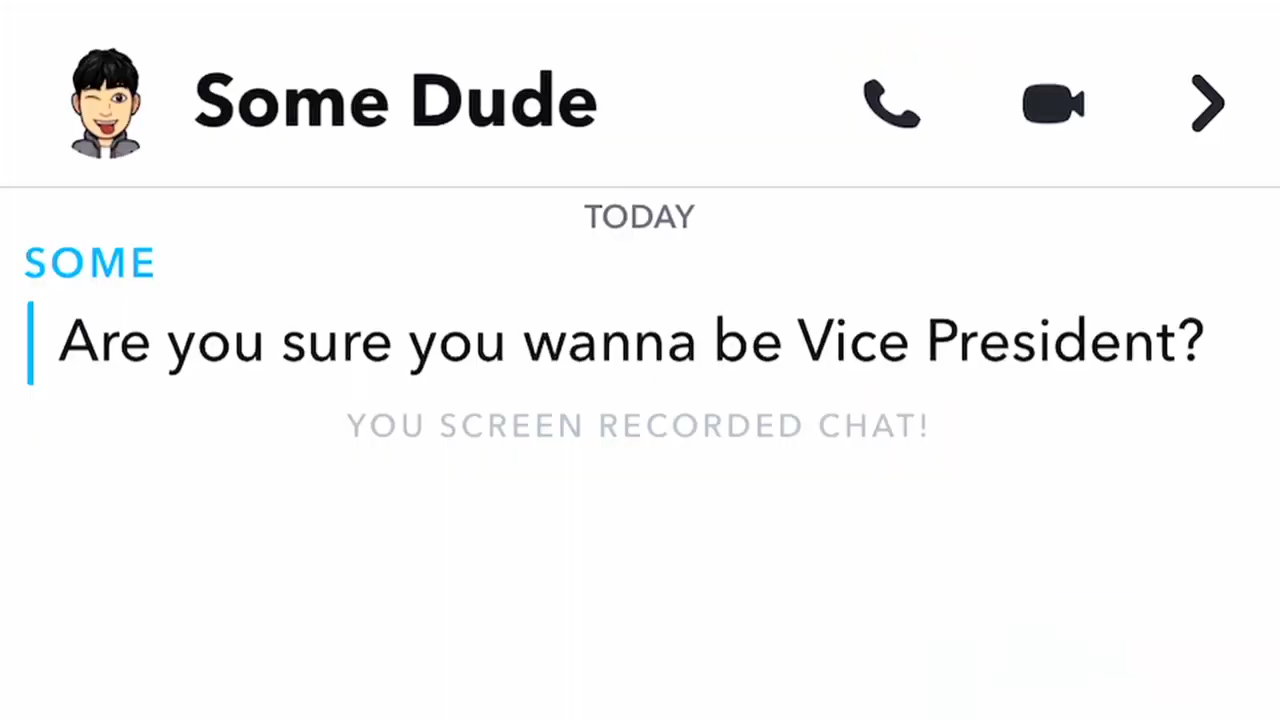 Some Dude
TODAY
SOME
Are you sure you wanna be Vice President?
YOU SCREEN RECORDED CHAT!